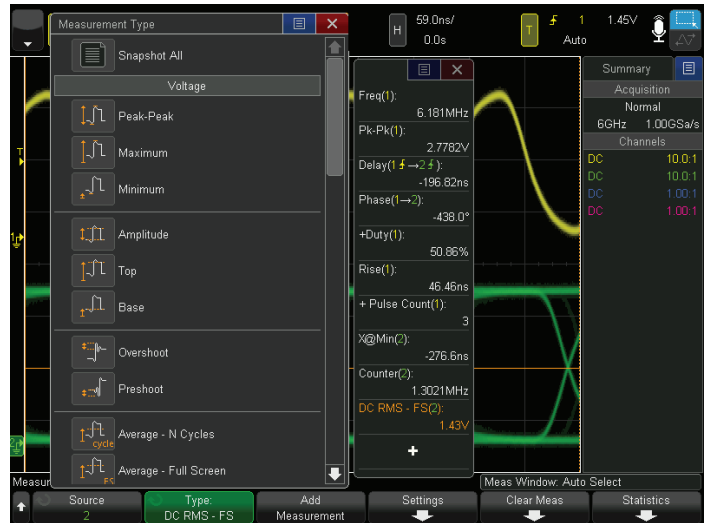 Measurement Type
H
59.0ns/
0.0s
T
1
1.45V
Auto
Snapshot All
Voltage
Peak-Peak
Maximum
Minimum
Amplitude
Top
Base
Overshoot
Preshoot
cycle
Average - N Cycles
FS
Average - Full Screen
Freq(1):
6.181MHz
Pk-Pk(1):
2.7782V
Delay(1→2):
-196.82ns
Phase(1→2):
-438.0°
+Duty(1):
50.86%
Rise(1):
46.46ns
+ Pulse Count(1):
3
X@Min(2):
-276.6ns
Counter(2):
1.3021MHz
DC RMS - FS(2):
1.43V
+
Summary
Acquisition
Normal
6GHz 1.00GSa/s
Channels
DC 10.0:1
DC 10.0:1
DC 1.00:1
DC 1.00:1
T
1
2
Measur
Meas Window: Auto Select
Source
2
Type:
DC RMS - FS
Add
Measurement
Settings
Clear Meas
Statistics